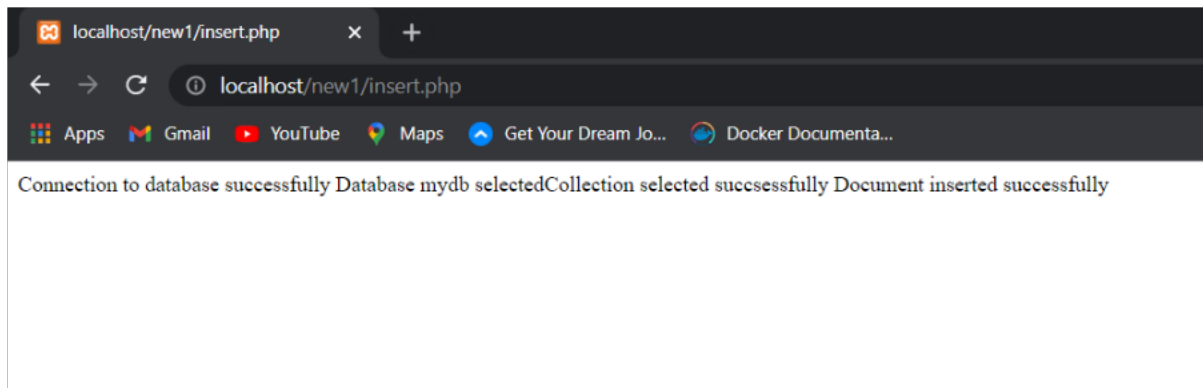 localhost/new1/insert.php
localhost/new1/insert.php
Apps Gmail YouTube Maps Get Your Dream Jo... Docker Documenta...
Connection to database successfully Database mydb selectedCollection selected succsessfully Document inserted successfully